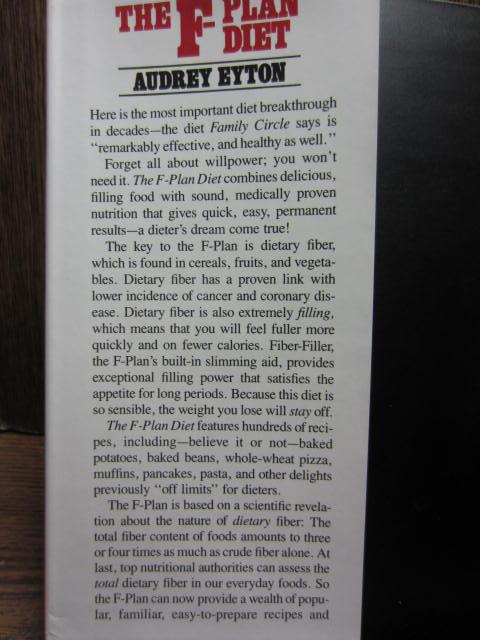 THE F- PLAN
DIET
AUDREY EYTON
Here is the most important diet breakthrough
in decades—the diet Family Circle says is
“remarkably effective, and healthy as well.”
Forget all about willpower; you won't
need it. The F-Plan Diet combines delicious,
filling food with sound, medically proven
nutrition that gives quick, easy, permanent
results—a dieter's dream come true!
The key to the F-Plan is dietary fiber,
which is found in cereals, fruits, and vegeta-
bles. Dietary fiber has a proven link with
lower incidence of cancer and coronary dis-
ease. Dietary fiber is also extremely filling,
which means that you will feel fuller more
quickly and on fewer calories. Fiber-Filler,
the F-Plan's built-in slimming aid, provides
exceptional filling power that satisfies the
appetite for long periods. Because this diet is
so sensible, the weight you lose will stay off.
The F-Plan Diet features hundreds of reci-
pes, including—believe it or not—baked
potatoes, baked beans, whole-wheat pizza,
muffins, pancakes, pasta, and other delights
previously “off limits” for dieters.
The F-Plan is based on a scientific revela-
tion about the nature of dietary fiber: The
total fiber content of foods amounts to three
or four times as much as crude fiber alone. At
last, top nutritional authorities can assess the
total dietary fiber in our everyday foods. So
the F-Plan can now provide a wealth of popu-
lar, familiar, easy-to-prepare recipes and